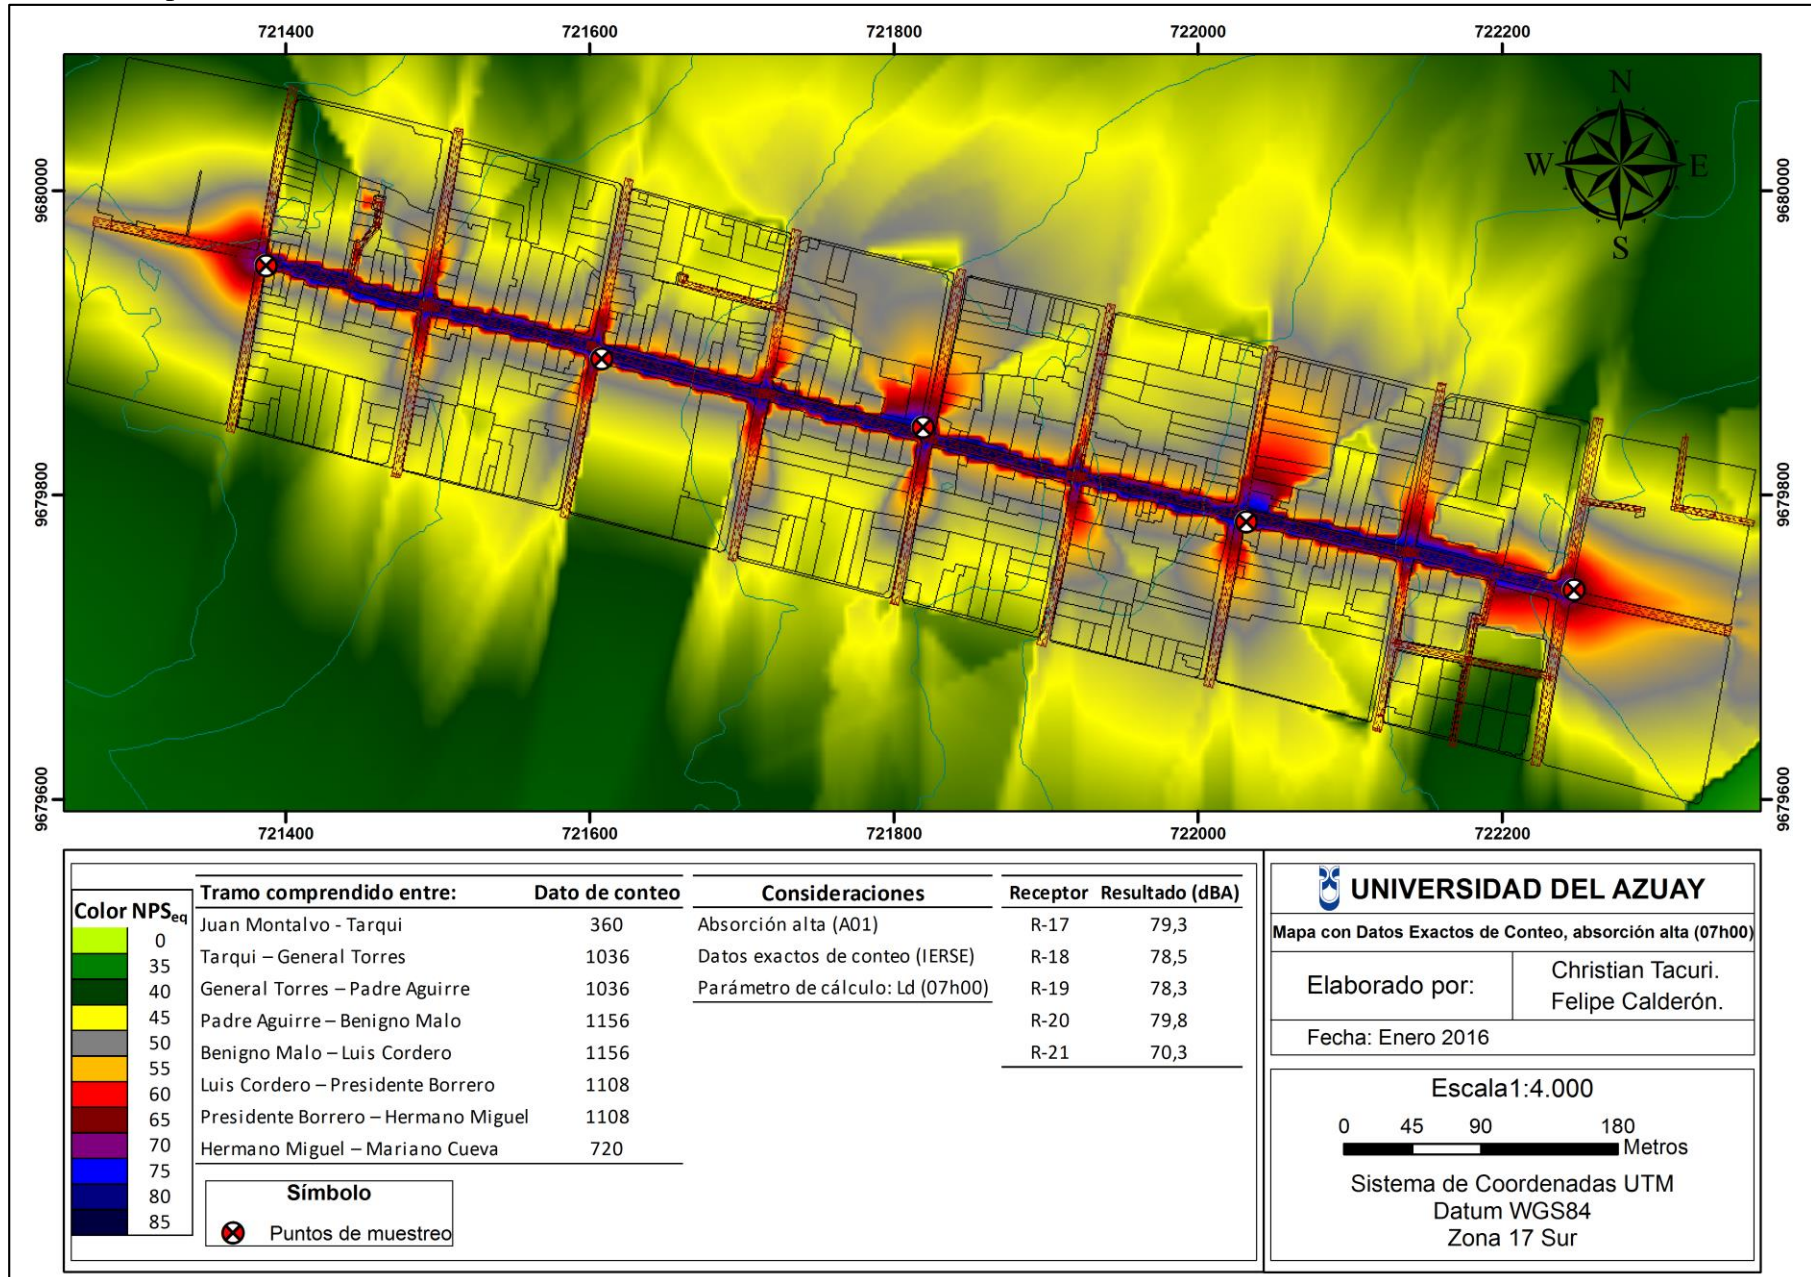 721400 721600 721800 722000 722200
9680000 9680000
9679800 9679800
9679600 9679600
N
W E
S
721400 721600 721800 722000 722200
Color NPSeq
0
35
40
45
50
55
60
65
70
75
80
85
Tramo comprendido entre: Dato de conteo
Juan Montalvo - Tarqui 360
Tarqui – General Torres 1036
General Torres – Padre Aguirre 1036
Padre Aguirre – Benigno Malo 1156
Benigno Malo – Luis Cordero 1156
Luis Cordero – Presidente Borrero 1108
Presidente Borrero – Hermano Miguel 1108
Hermano Miguel – Mariano Cueva 720
Símbolo
Puntos de muestreo
Consideraciones
Absorción alta (A01)
Datos exactos de conteo (IERSE)
Parámetro de cálculo: Ld (07h00)
Receptor Resultado (dBA)
R-17 79,3
R-18 78,5
R-19 78,3
R-20 79,8
R-21 70,3
UNIVERSIDAD DEL AZUAY
Mapa con Datos Exactos de Conteo, absorción alta (07h00)
Elaborado por:
Christian Tacuri.
Felipe Calderón.
Fecha: Enero 2016
Escala1:4.000
0 45 90 180
Metros
Sistema de Coordenadas UTM
Datum WGS84
Zona 17 Sur